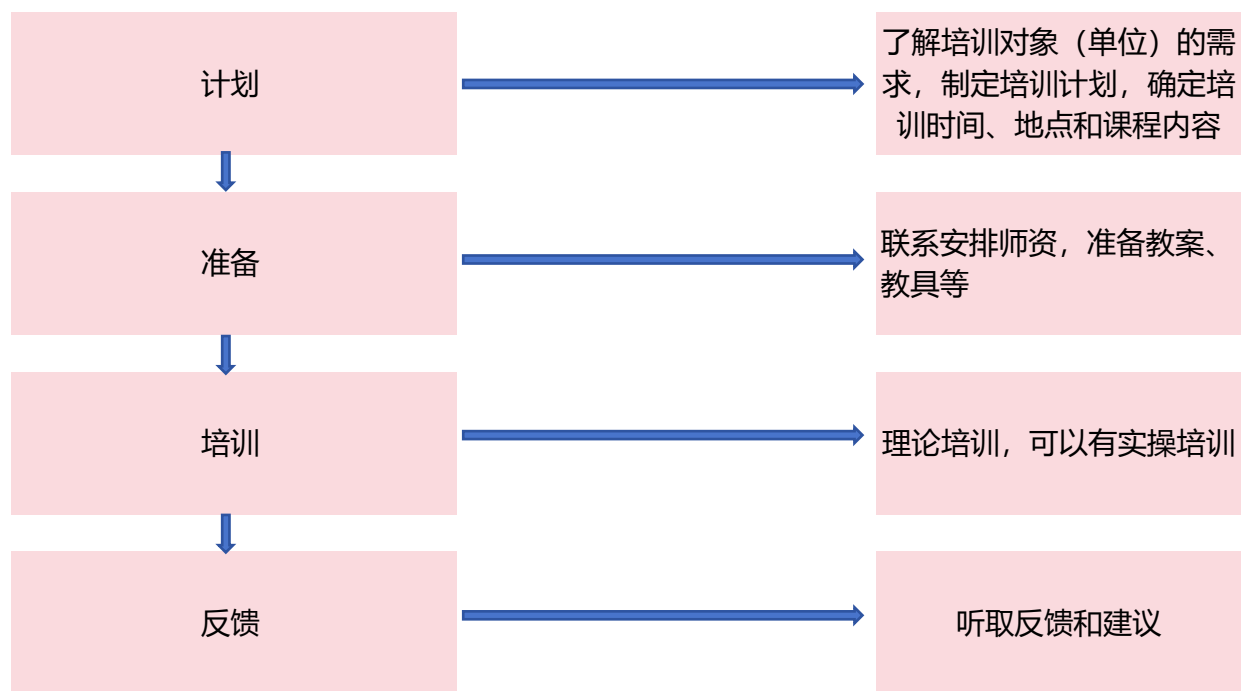 计划
了解培训对象（单位）的需
求，制定培训计划，确定培
训时间、地点和课程内容
准备
联系安排师资，准备教案、
教具等
培训
理论培训，可以有实操培训
反馈
听取反馈和建议